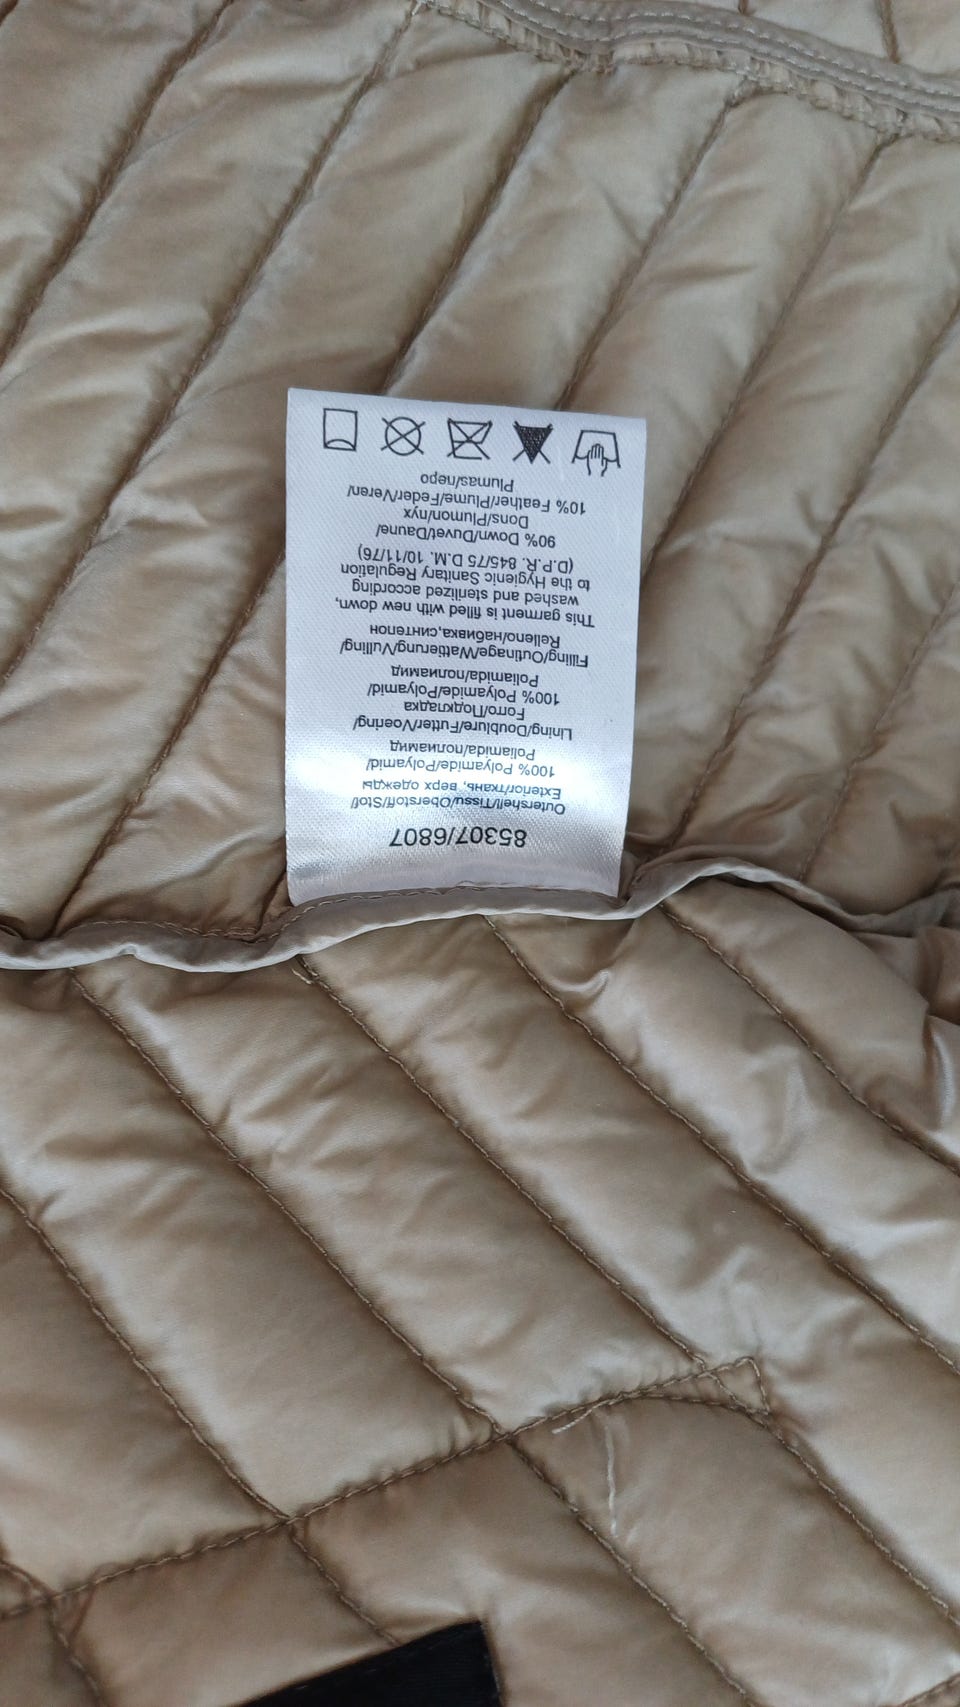 85307/6807
Outershell/Tissu/Oberstoff/Stof/
Exterior/ткань, верх одежды
100% Polyamide/Polyamid/
Poliamida/полиамид
Lining/Doublure/Futter/Voering/
Forro/Подкладка
100% Polyamide/Polyamid/
Poliamida/полиамид
Filling/Outinage/Wattierung/Vulling/
Relleno/набивка,синтепон
This garment is filled with new down,
washed and sterilized according
to the Hygienic Sanitary Regulation
(D.P.R. 845/75 D.M. 10/11/76)
90% Down/Duvet/Daune/
Dons/Plumon/пух
10% Feather/Plume/Feder/Veren/
Plumas/перо